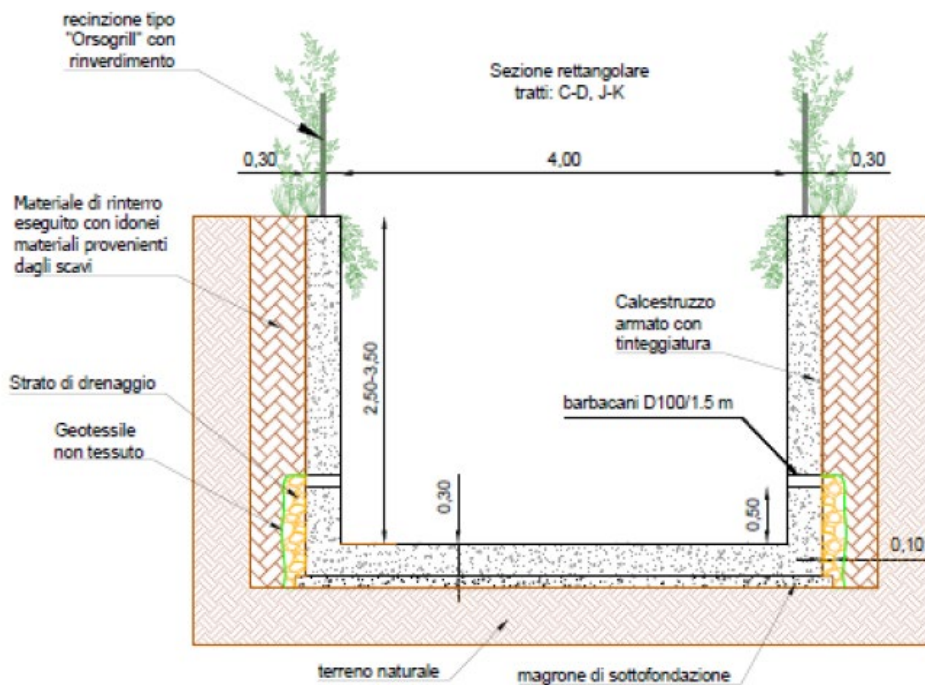 recinzione tipo
"Orsogrill" con
rinverdimento
Sezione rettangolare
tratti: C-D, J-K
0,30
4,00
0,30
Materiale di rinterro
eseguito con idonei
materiali provenienti
dagli scavi
2,50-3,50
Calcestruzzo
armato con
tinteggiatura
Strato di drenaggio
barbacani D100/1.5 m
Geotessile
non tessuto
0,30
0,50
0,10
terreno naturale
magrone di sottofondazione